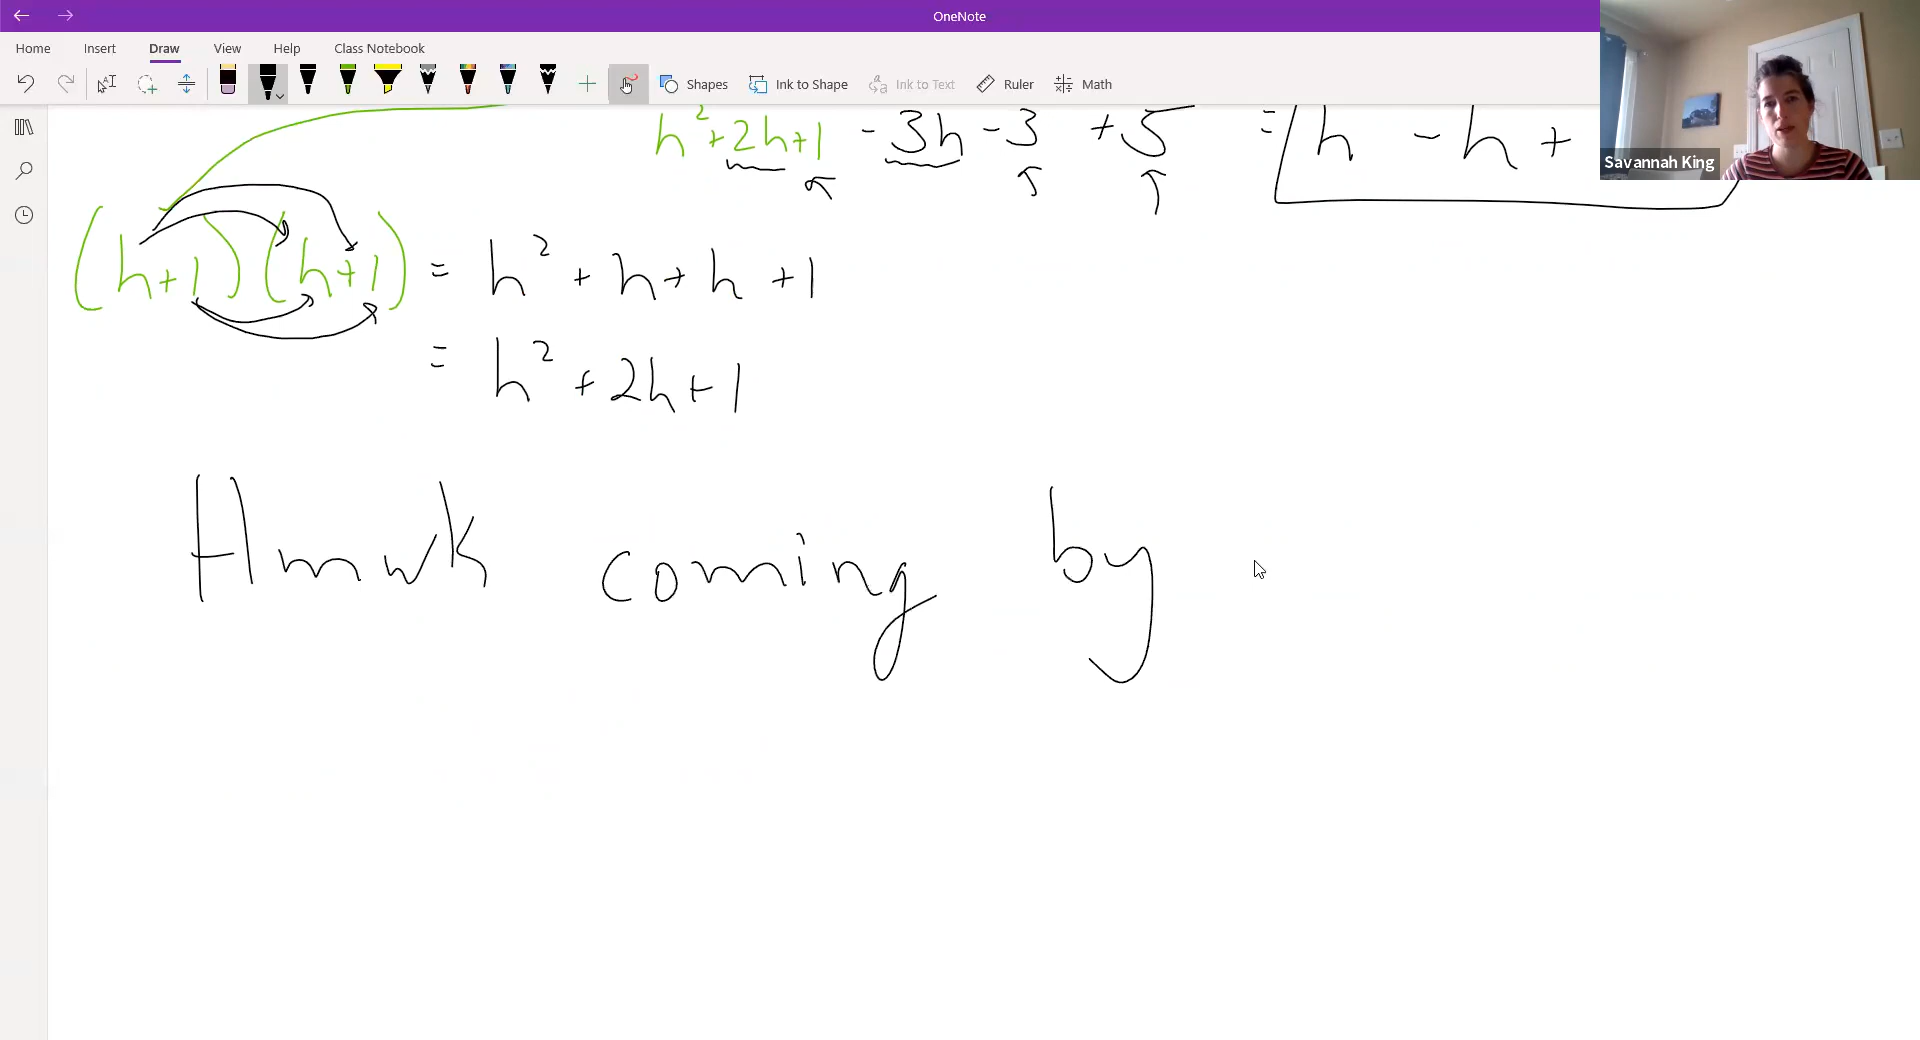 OneNote
Home Insert Draw View Help Class Notebook
Shapes Ink to Shape Ink to Text Ruler Math
h²+2h+1 -3h -3 +5 = h - h +
Savannah King
(h+1)(h+1) = h² + h + h + 1
= h² + 2h + 1
Hmwk coming by